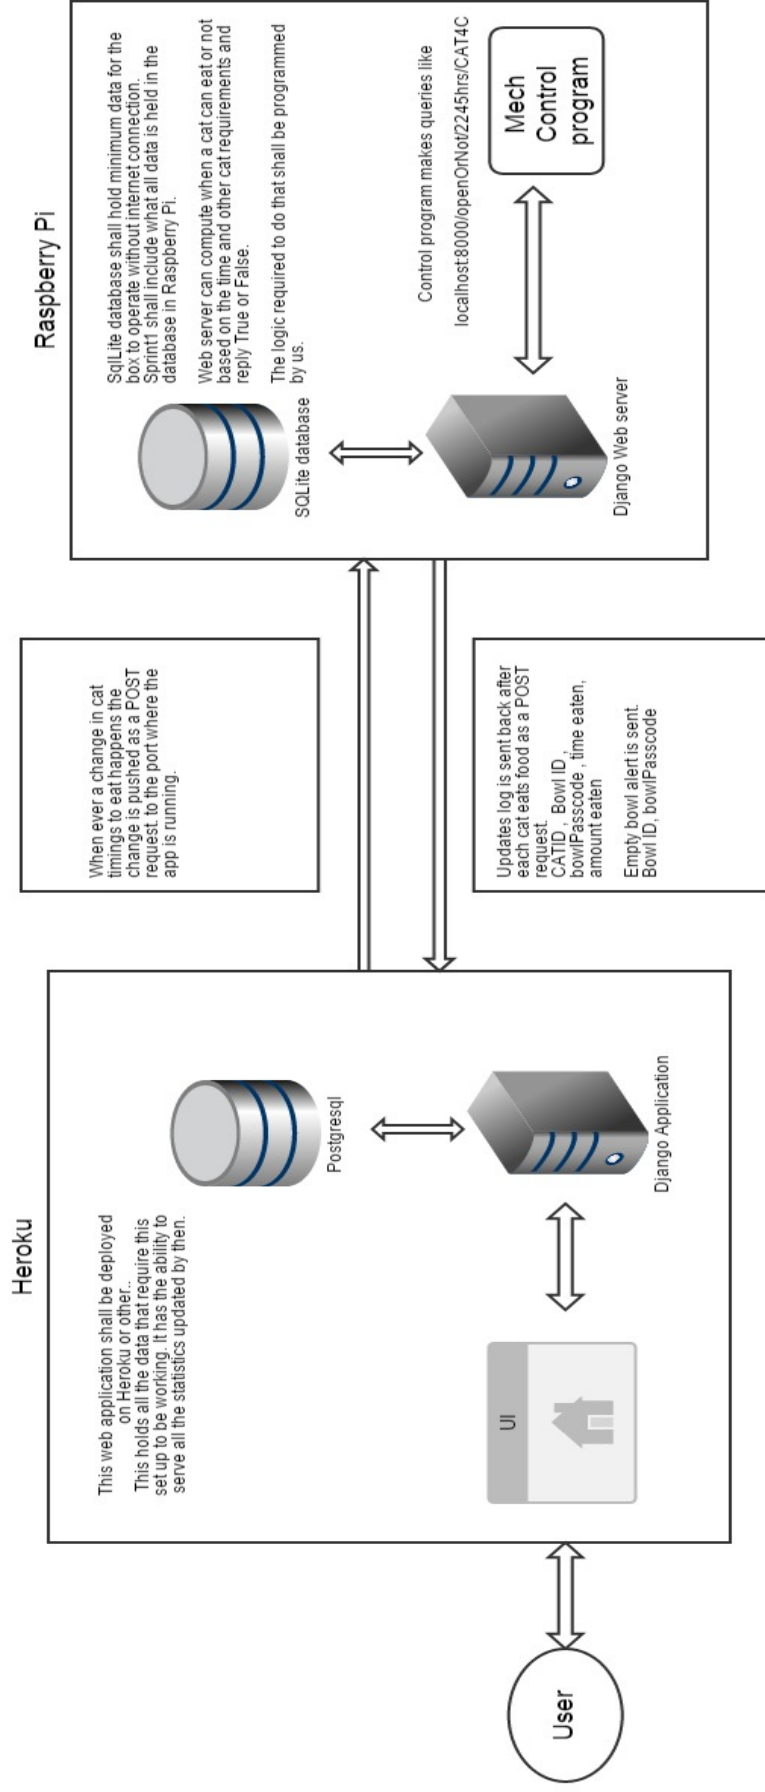 Heroku
This web application shall be deployed
on Heroku or other..
This holds all the data that require this
set up to be working. It has the ability to
serve all the statistics updated by then.
Postgresql
UI
Django Application
User
When ever a change in cat
timings to eat happens the
change is pushed as a POST
request. to the port where the
app is running.
Updates log is sent back after
each cat eats food as a POST
request.
CATID , Bowl ID ,
bowlPasscode , time eaten,
amount eaten
Empty bowl alert is sent.
Bowl ID, bowlPasscode
Raspberry Pi
SqlLite database shall hold minimum data for the
box to operate without internet connection.
Sprint1 shall include what all data is held in the
database in Raspberry Pi.
Web server can compute when a cat can eat or not
based on the time and other cat requirements and
reply True or False.
The logic required to do that shall be programmed
by us.
SQLite database
Control program makes queries like
localhost:8000/openOrNot/2245hrs/CAT4C
Django Web server
Mech
Control
program